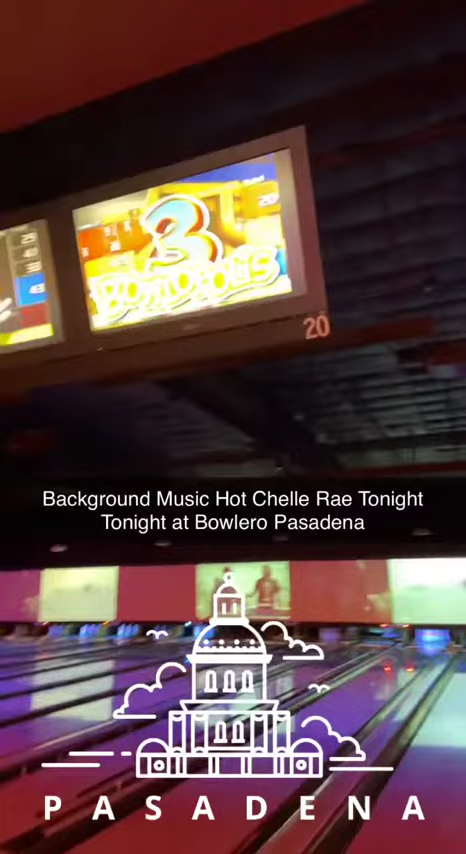 3
BOWLOPOLIS
20
Background Music Hot Chelle Rae Tonight
Tonight at Bowlero Pasadena
PASADENA